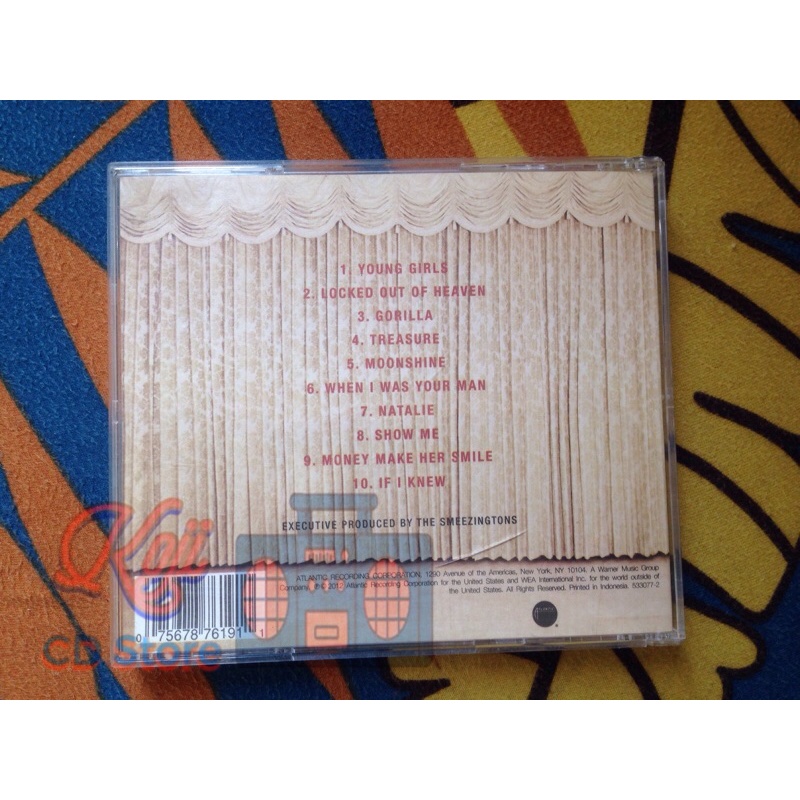 1. YOUNG GIRLS
2. LOCKED OUT OF HEAVEN
3. GORILLA
4. TREASURE
5. MOONSHINE
6. WHEN I WAS YOUR MAN
7. NATALIE
8. SHOW ME
9. MONEY MAKE HER SMILE
10. IF I KNEW
EXECUTIVE PRODUCED BY THE SMEEZINGTONS
ATLANTIC RECORDING CORPORATION, 1290 Avenue of the Americas, New York, NY 10104. A Warner Music Group
Company. ℗ © 2012 Atlantic Recording Corporation for the United States and WEA International Inc. for the world outside of
the United States. All Rights Reserved. Printed in Indonesia. 533077-2
0 75678 76191 1
Koji
CD Store